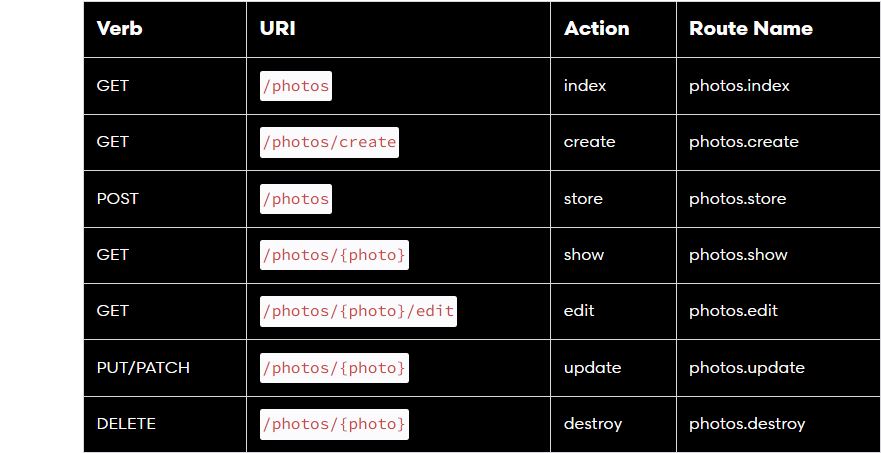 Verb URI Action Route Name
GET /photos index photos.index
GET /photos/create create photos.create
POST /photos store photos.store
GET /photos/{photo} show photos.show
GET /photos/{photo}/edit edit photos.edit
PUT/PATCH /photos/{photo} update photos.update
DELETE /photos/{photo} destroy photos.destroy